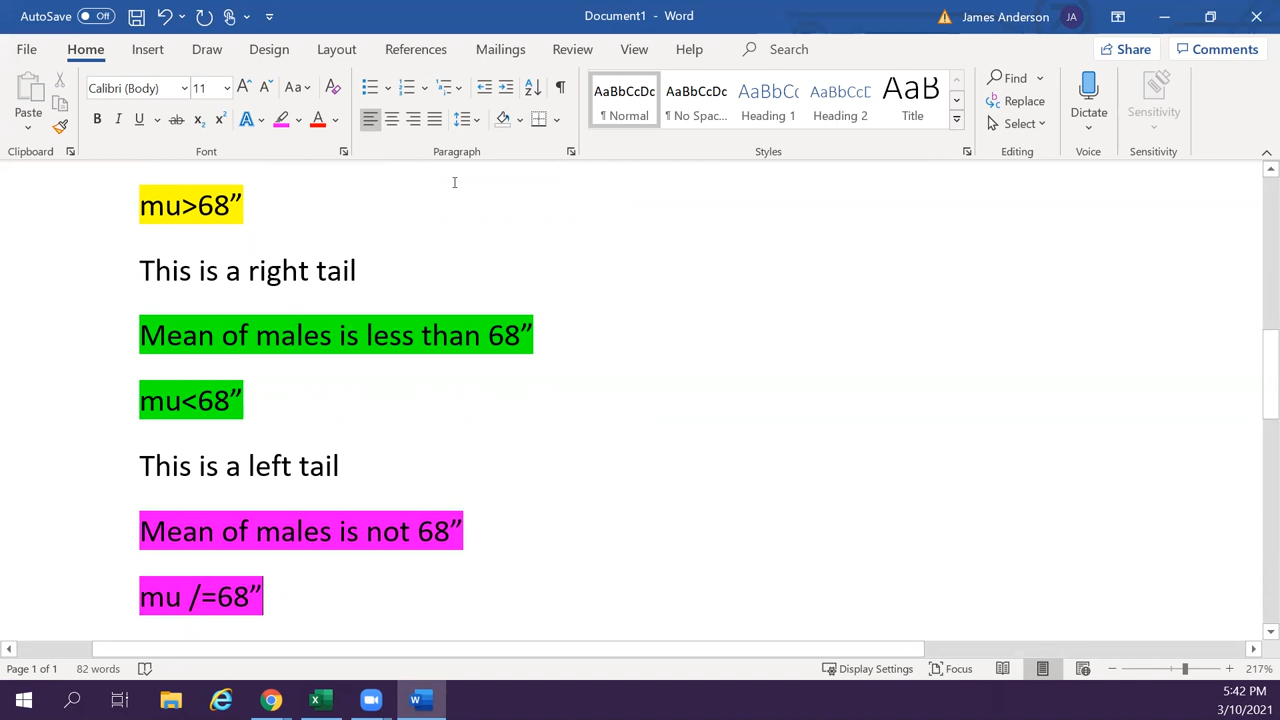 AutoSave Off Document1 - Word James Anderson JA
File Home Insert Draw Design Layout References Mailings Review View Help Search Share Comments
Paste Calibri (Body) 11 Aa AaBbCcDc AaBbCcDc AaBbCc AaBbCcD AaB Find Replace Select Dictate Sensitivity
¶ Normal ¶ No Spac... Heading 1 Heading 2 Title
Clipboard Font Paragraph Styles Editing Voice Sensitivity
mu>68”
This is a right tail
Mean of males is less than 68”
mu<68”
This is a left tail
Mean of males is not 68”
mu /=68”
Page 1 of 1 82 words Display Settings Focus 217%
5:42 PM
3/10/2021